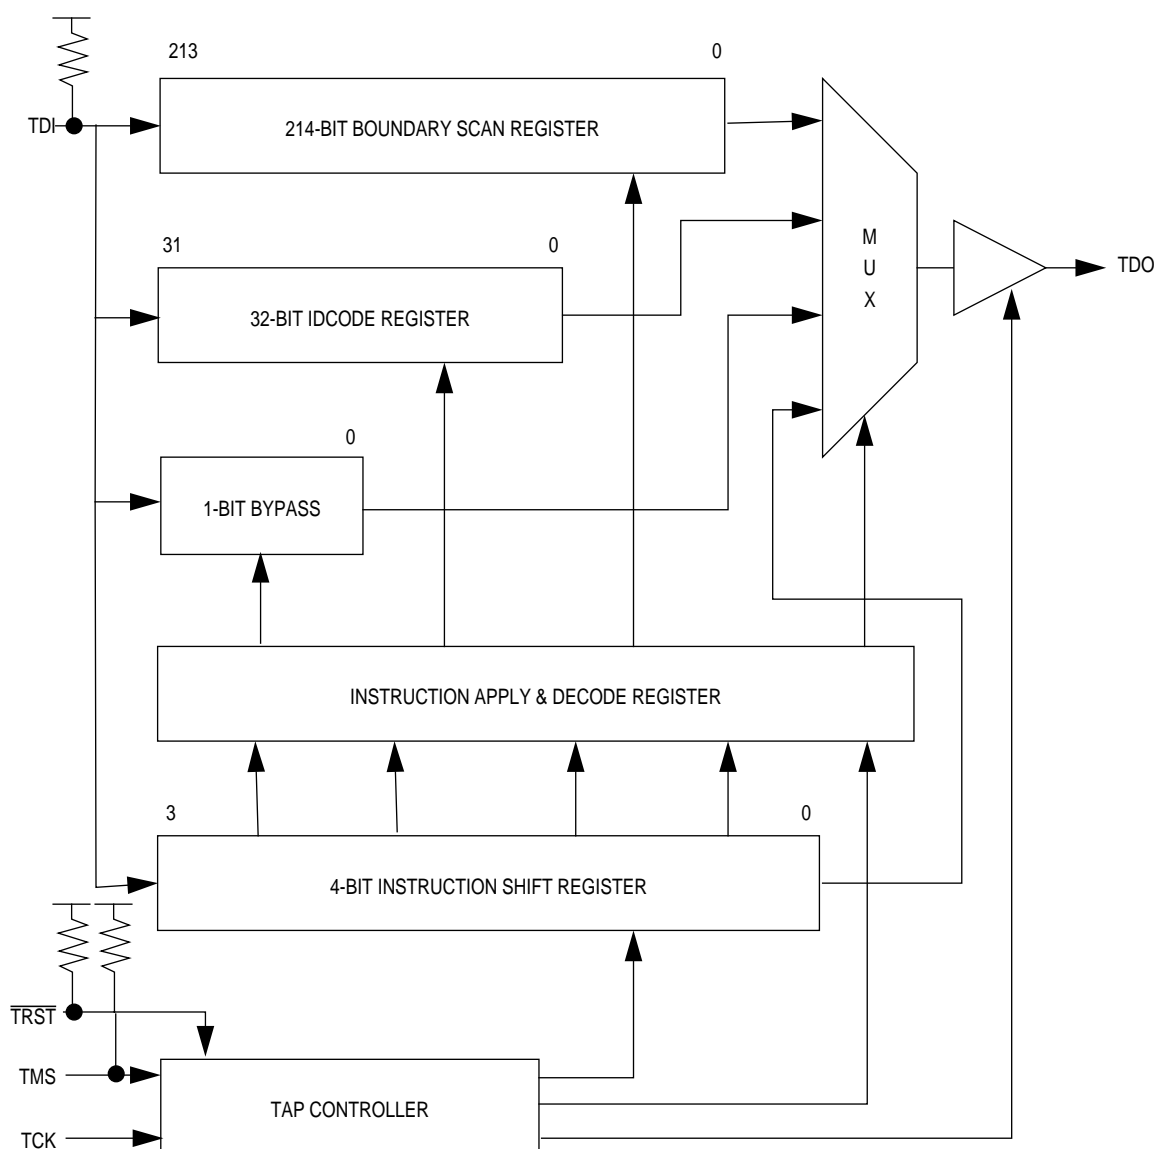 213 0
TDI
214-BIT BOUNDARY SCAN REGISTER
M
U
X
TDO
31 0
32-BIT IDCODE REGISTER
0
1-BIT BYPASS
INSTRUCTION APPLY & DECODE REGISTER
3 0
4-BIT INSTRUCTION SHIFT REGISTER
TRST
TMS
TAP CONTROLLER
TCK